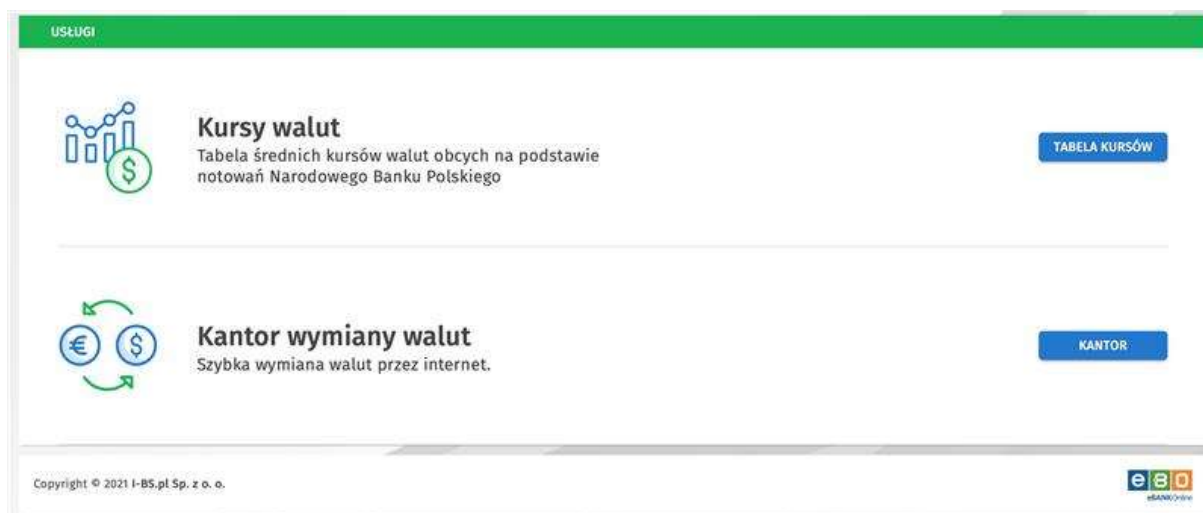 USŁUGI
Kursy walut
Tabela średnich kursów walut obcych na podstawie
notowań Narodowego Banku Polskiego
TABELA KURSÓW
$
Kantor wymiany walut
Szybka wymiana walut przez internet.
KANTOR
€ $
Copyright © 2021 I-BS.pl Sp. z o. o.
eBO
eBANKOnline